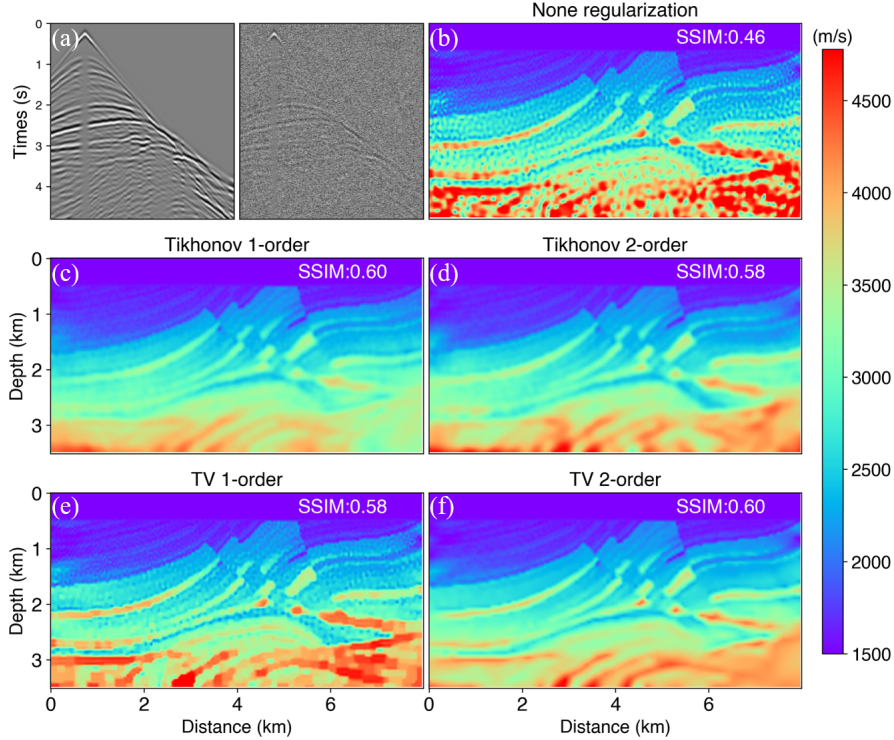 None regularization
(a)
(b)
SSIM:0.46
(m/s)
0
1
2
3
4
Times (s)
4500
4000
3500
3000
2500
2000
1500
Tikhonov 1-order
Tikhonov 2-order
(c)
SSIM:0.60
(d)
SSIM:0.58
0
1
2
3
Depth (km)
TV 1-order
TV 2-order
(e)
SSIM:0.58
(f)
SSIM:0.60
0
1
2
3
Depth (km)
0 2 4 6
0 2 4 6
Distance (km)
Distance (km)